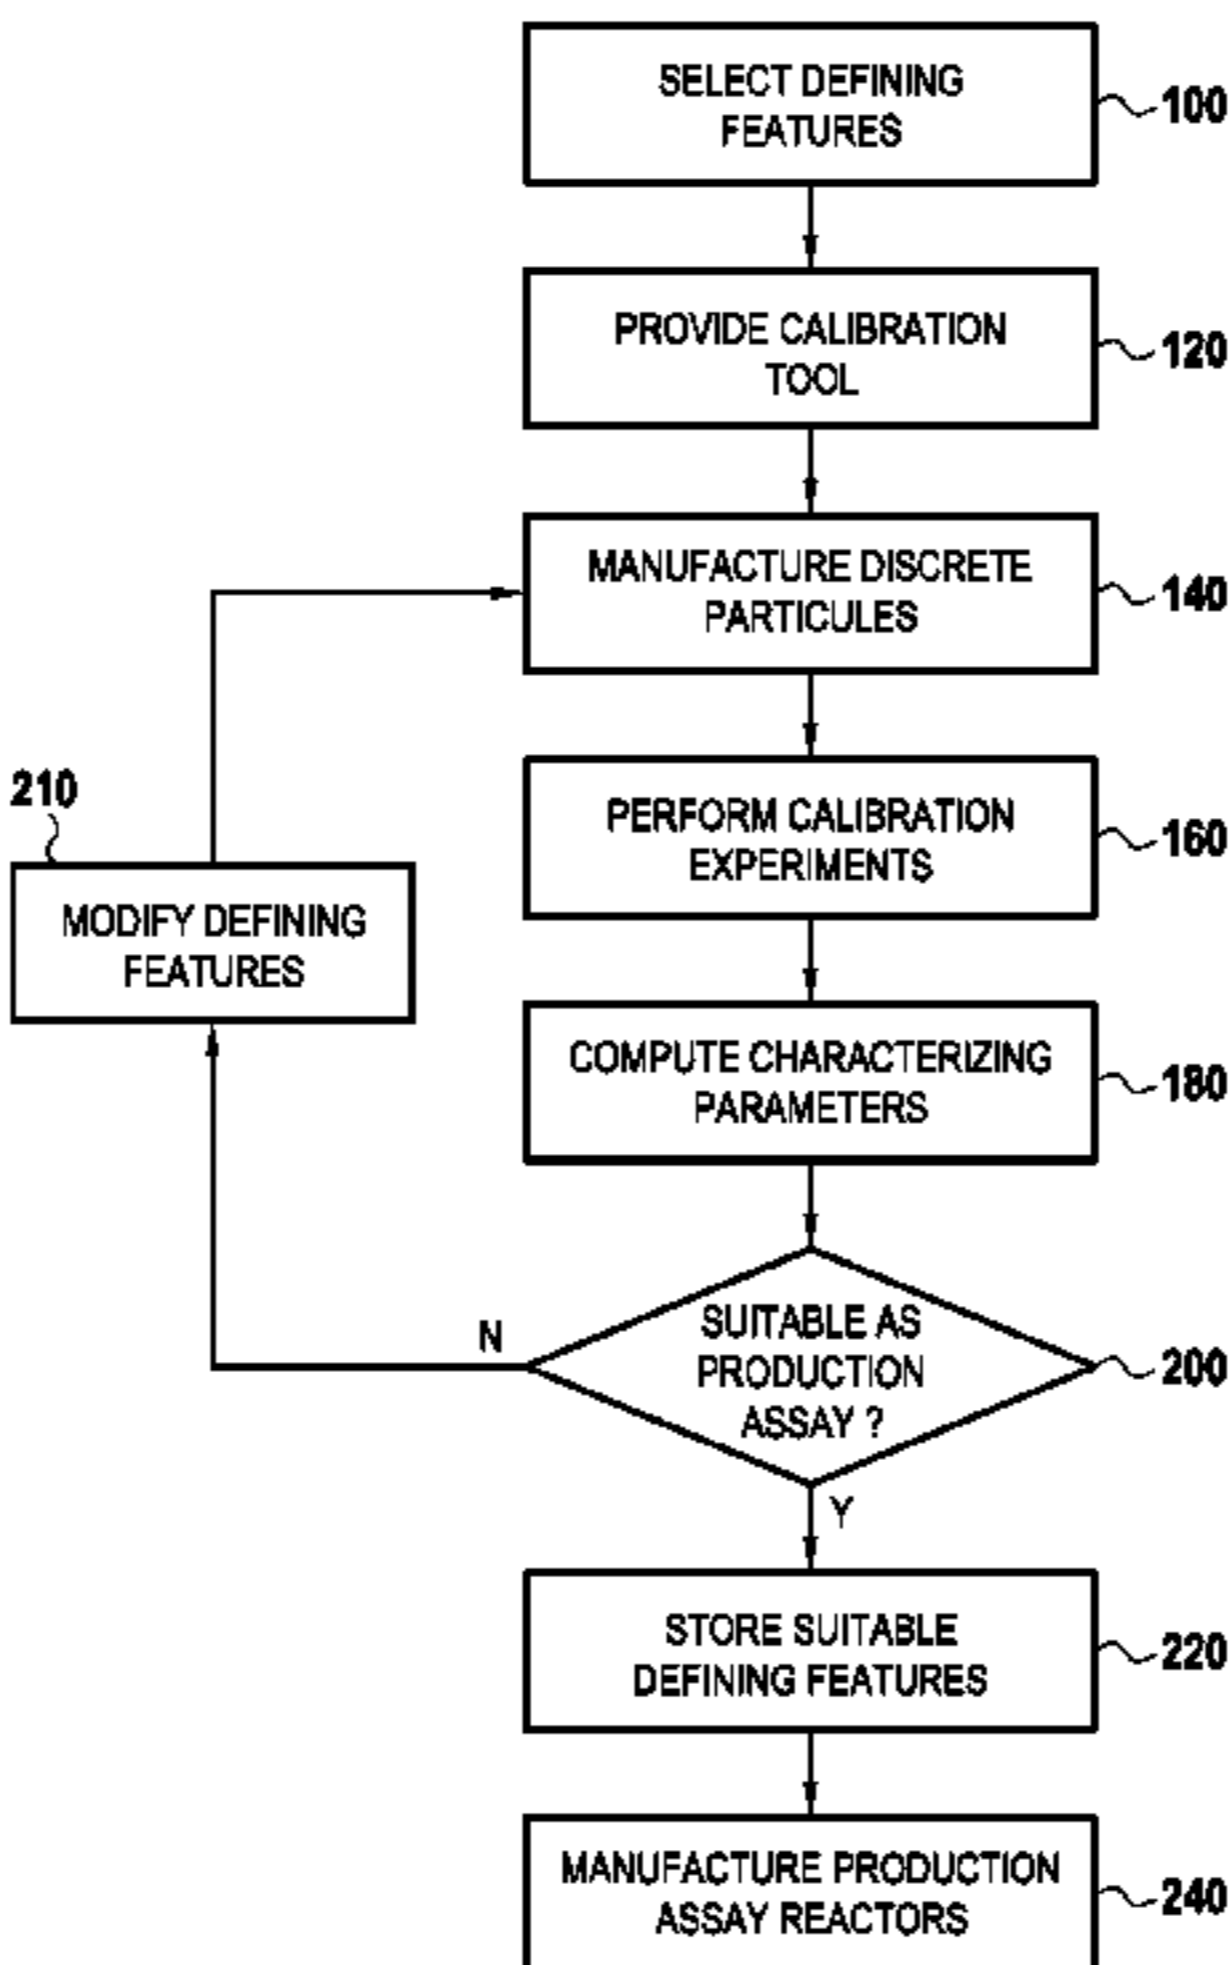 SELECT DEFINING
FEATURES
100
PROVIDE CALIBRATION
TOOL
120
MANUFACTURE DISCRETE
PARTICULES
140
PERFORM CALIBRATION
EXPERIMENTS
160
210
MODIFY DEFINING
FEATURES
COMPUTE CHARACTERIZING
PARAMETERS
180
N
SUITABLE AS
PRODUCTION
ASSAY ?
200
Y
STORE SUITABLE
DEFINING FEATURES
220
MANUFACTURE PRODUCTION
ASSAY REACTORS
240